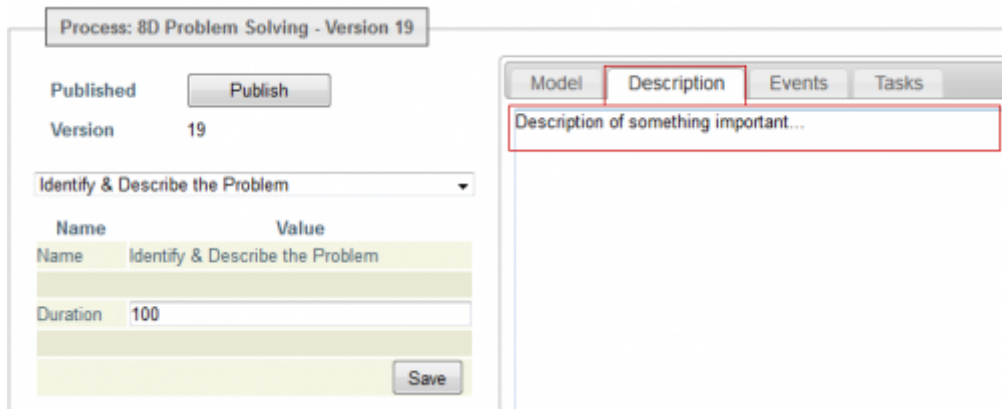 Process: 8D Problem Solving - Version 19
Published Publish
Version 19
Identify & Describe the Problem
Name Value
Name Identify & Describe the Problem
Duration 100
Save
Model Description Events Tasks
Description of something important...